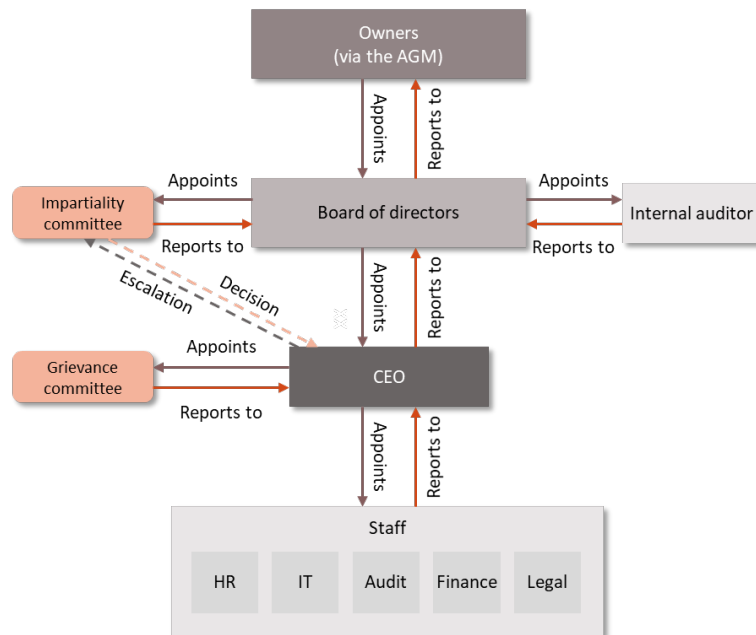 Owners
(via the AGM)
Appoints
Reports to
Appoints
Appoints
Impartiality
committee
Board of directors
Internal auditor
Reports to
Reports to
Decision
Escalation
Appoints
Reports to
Appoints
Grievance
committee
CEO
Reports to
Appoints
Reports to
Staff
HR
IT
Audit
Finance
Legal